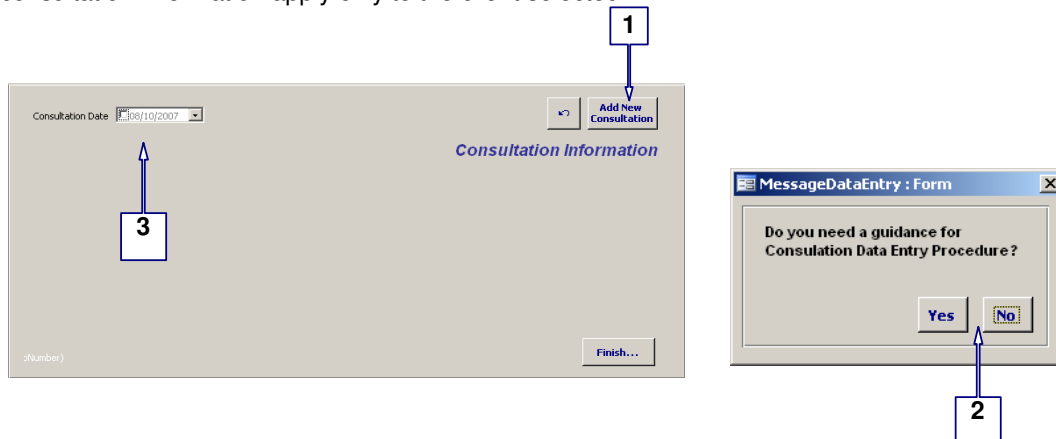 1
Consultation Date 08/10/2007
Add New
Consultation
Consultation Information
3
Finish...
MessageDataEntry : Form
Do you need a guidance for
Consulation Data Entry Procedure?
Yes No
2